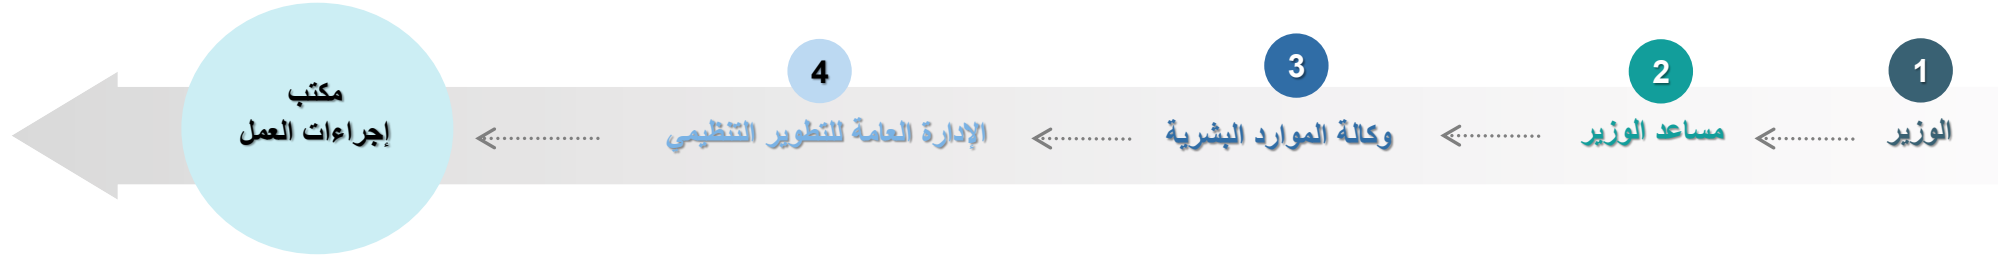 1
الوزير
2
مساعد الوزير
3
وكالة الموارد البشرية
4
الإدارة العامة للتطوير التنظيمي
مكتب
إجراءات العمل